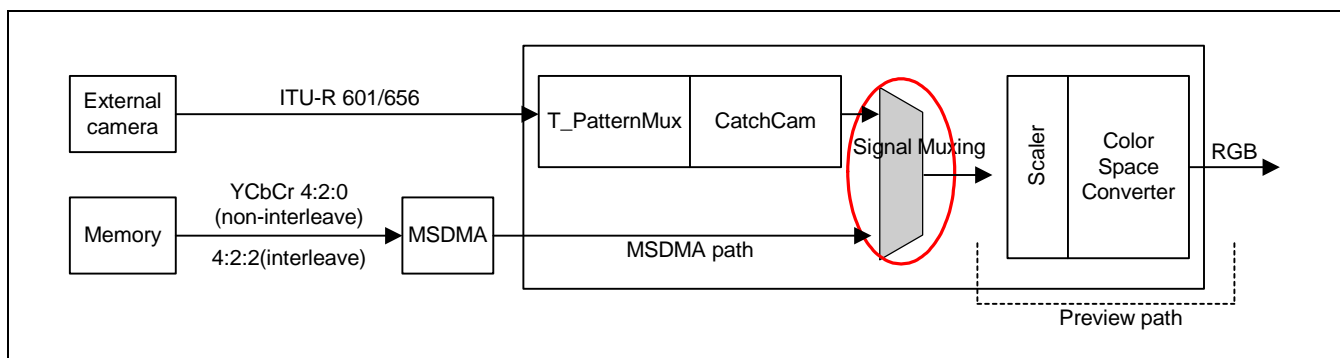 External
camera
ITU-R 601/656
T_PatternMux
CatchCam
Signal Muxing
Scaler
Color
Space
Converter
RGB
Memory
YCbCr 4:2:0
(non-interleave)
4:2:2(interleave)
MSDMA
MSDMA path
Preview path